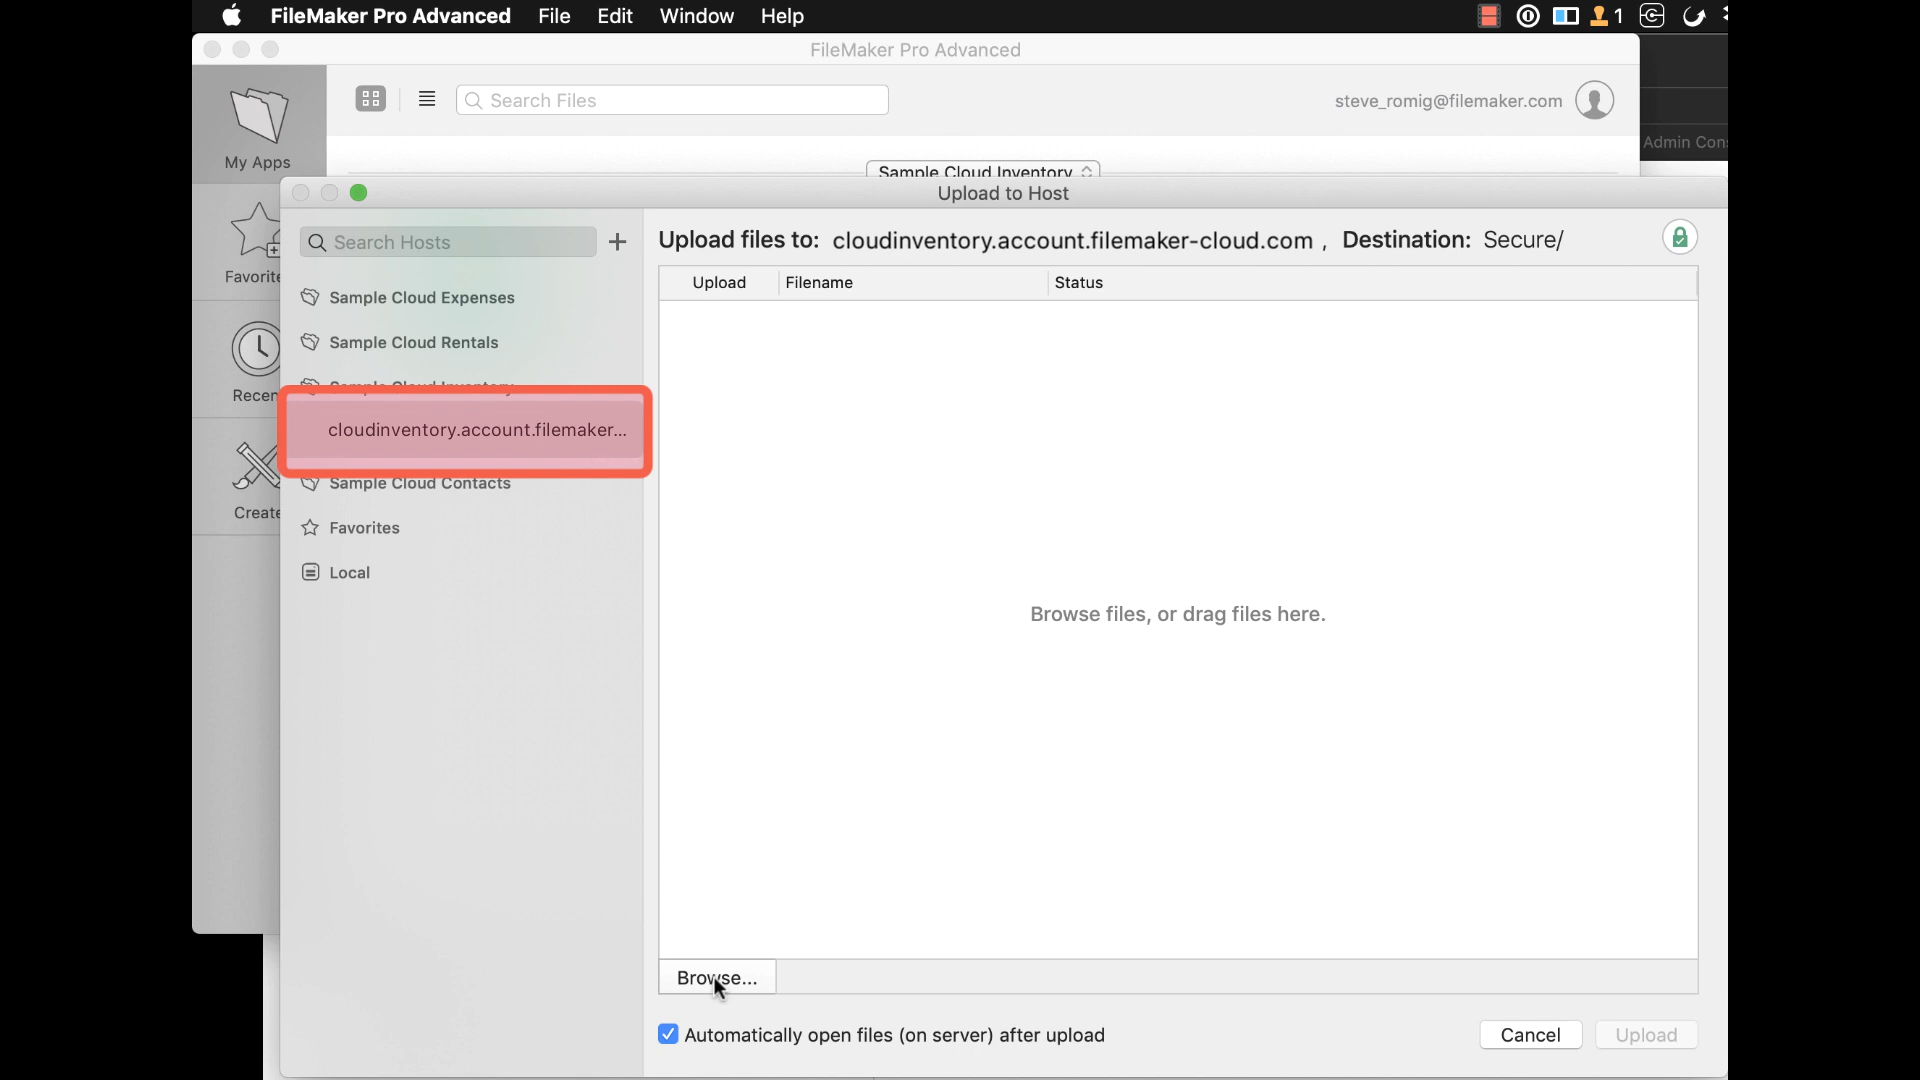 FileMaker Pro Advanced File Edit Window Help 1
FileMaker Pro Advanced
Search Files
steve_romig@filemaker.com
Admin Con
My Apps
Sample Cloud Inventory
Upload to Host
Search Hosts
Upload files to: cloudinventory.account.filemaker-cloud.com , Destination: Secure/
Upload Filename Status
Favorite
Sample Cloud Expenses
Sample Cloud Rentals
Sample Cloud Inventory
Recen
cloudinventory.account.filemaker...
Sample Cloud Contacts
Create
Favorites
Local
Browse files, or drag files here.
Browse...
Automatically open files (on server) after upload
Cancel Upload